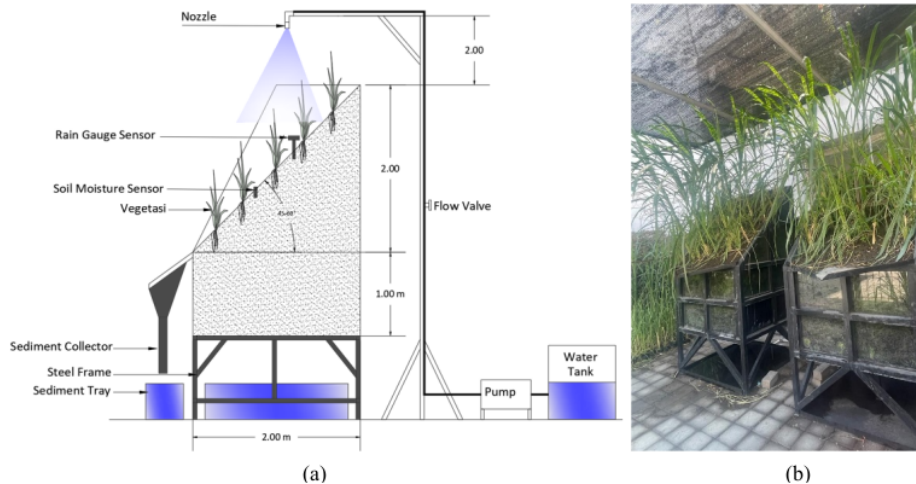 Nozzle
2.00
Rain Gauge Sensor
2.00
Soil Moisture Sensor
Flow Valve
Vegetasi
45-60°
1.00 m
Sediment Collector
Steel Frame
Water
Tank
Sediment Tray
Pump
2.00 m
(a)
(b)